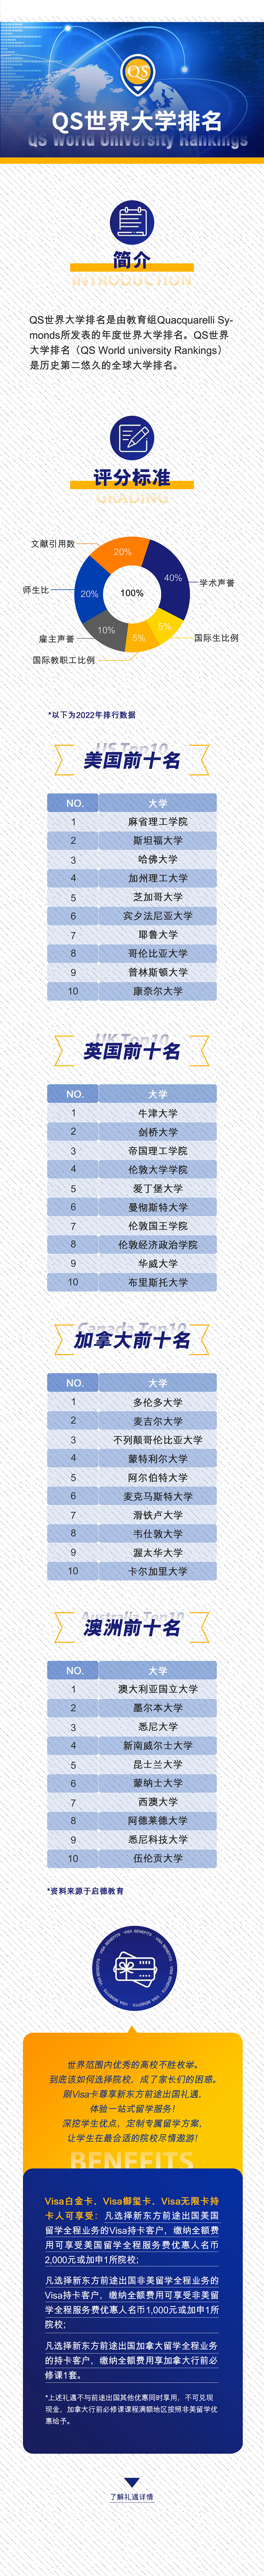 QS
QS世界大学排名
QS World University Rankings
简介
INTRODUCTION
QS世界大学排名是由教育组Quacquarelli Sy-
monds所发表的年度世界大学排名。QS世界
大学排名（QS World university Rankings）
是历史第二悠久的全球大学排名。
评分标准
GRADING
文献引用数
20%
40%
学术声誉
师生比
20%
100%
10%
5%
5%
国际生比例
雇主声誉
国际教职工比例
*以下为2022年排行数据
US Top10
美国前十名
NO. 大学
1 麻省理工学院
2 斯坦福大学
3 哈佛大学
4 加州理工大学
5 芝加哥大学
6 宾夕法尼亚大学
7 耶鲁大学
8 哥伦比亚大学
9 普林斯顿大学
10 康奈尔大学
UK Top10
英国前十名
NO. 大学
1 牛津大学
2 剑桥大学
3 帝国理工学院
4 伦敦大学学院
5 爱丁堡大学
6 曼彻斯特大学
7 伦敦国王学院
8 伦敦经济政治学院
9 华威大学
10 布里斯托大学
Canada Top10
加拿大前十名
NO. 大学
1 多伦多大学
2 麦吉尔大学
3 不列颠哥伦比亚大学
4 蒙特利尔大学
5 阿尔伯特大学
6 麦克马斯特大学
7 滑铁卢大学
8 韦仕敦大学
9 渥太华大学
10 卡尔加里大学
Australia Top10
澳洲前十名
NO. 大学
1 澳大利亚国立大学
2 墨尔本大学
3 悉尼大学
4 新南威尔士大学
5 昆士兰大学
6 蒙纳士大学
7 西澳大学
8 阿德莱德大学
9 悉尼科技大学
10 伍伦贡大学
*资料来源于启德教育
VISA BENEFITS · VISA BENEFITS · VISA BENEFITS · VISA BENEFITS
世界范围内优秀的高校不胜枚举。
到底该如何选择院校，成了家长们的困惑。
刷Visa卡尊享新东方前途出国礼遇，
体验一站式留学服务！
深挖学生优点，定制专属留学方案，
让学生在最合适的院校尽情遨游！
BENEFITS
Visa白金卡、Visa御玺卡、Visa无限卡持
卡人可享受：凡选择新东方前途出国美国
留学全程业务的Visa持卡客户，缴纳全额费
用可享受美国留学全程服务费优惠人名币
2,000元或加申1所院校；
凡选择新东方前途出国非美留学全程业务的
Visa持卡客户，缴纳全额费用可享受非美留
学全程服务费优惠人名币1,000元或加申1所
院校；
凡选择新东方前途出国加拿大留学全程业务
的持卡客户，缴纳全额费用享加拿大行前必
修课1套。
*上述礼遇不与前途出国其他优惠同时享用，不可兑现
现金，加拿大行前必修课课程满额地区按照非美留学优
惠给予。
了解礼遇详情